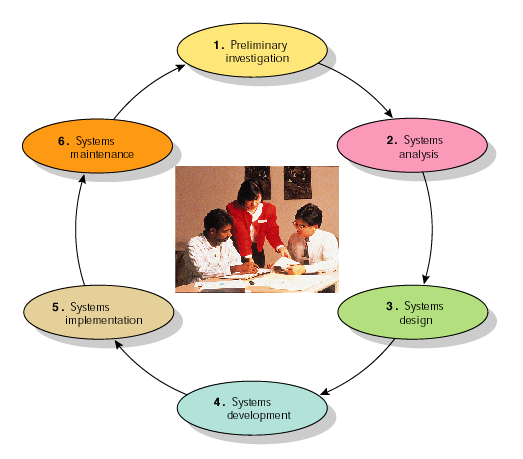 1. Preliminary
investigation
2. Systems
analysis
3. Systems
design
4. Systems
development
5. Systems
implementation
6. Systems
maintenance